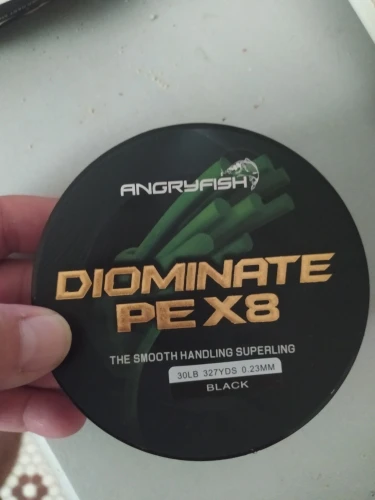 ANGRYFISH
DIOMINATE
PE X8
THE SMOOTH HANDLING SUPERLING
30LB 327YDS 0.23MM
BLACK